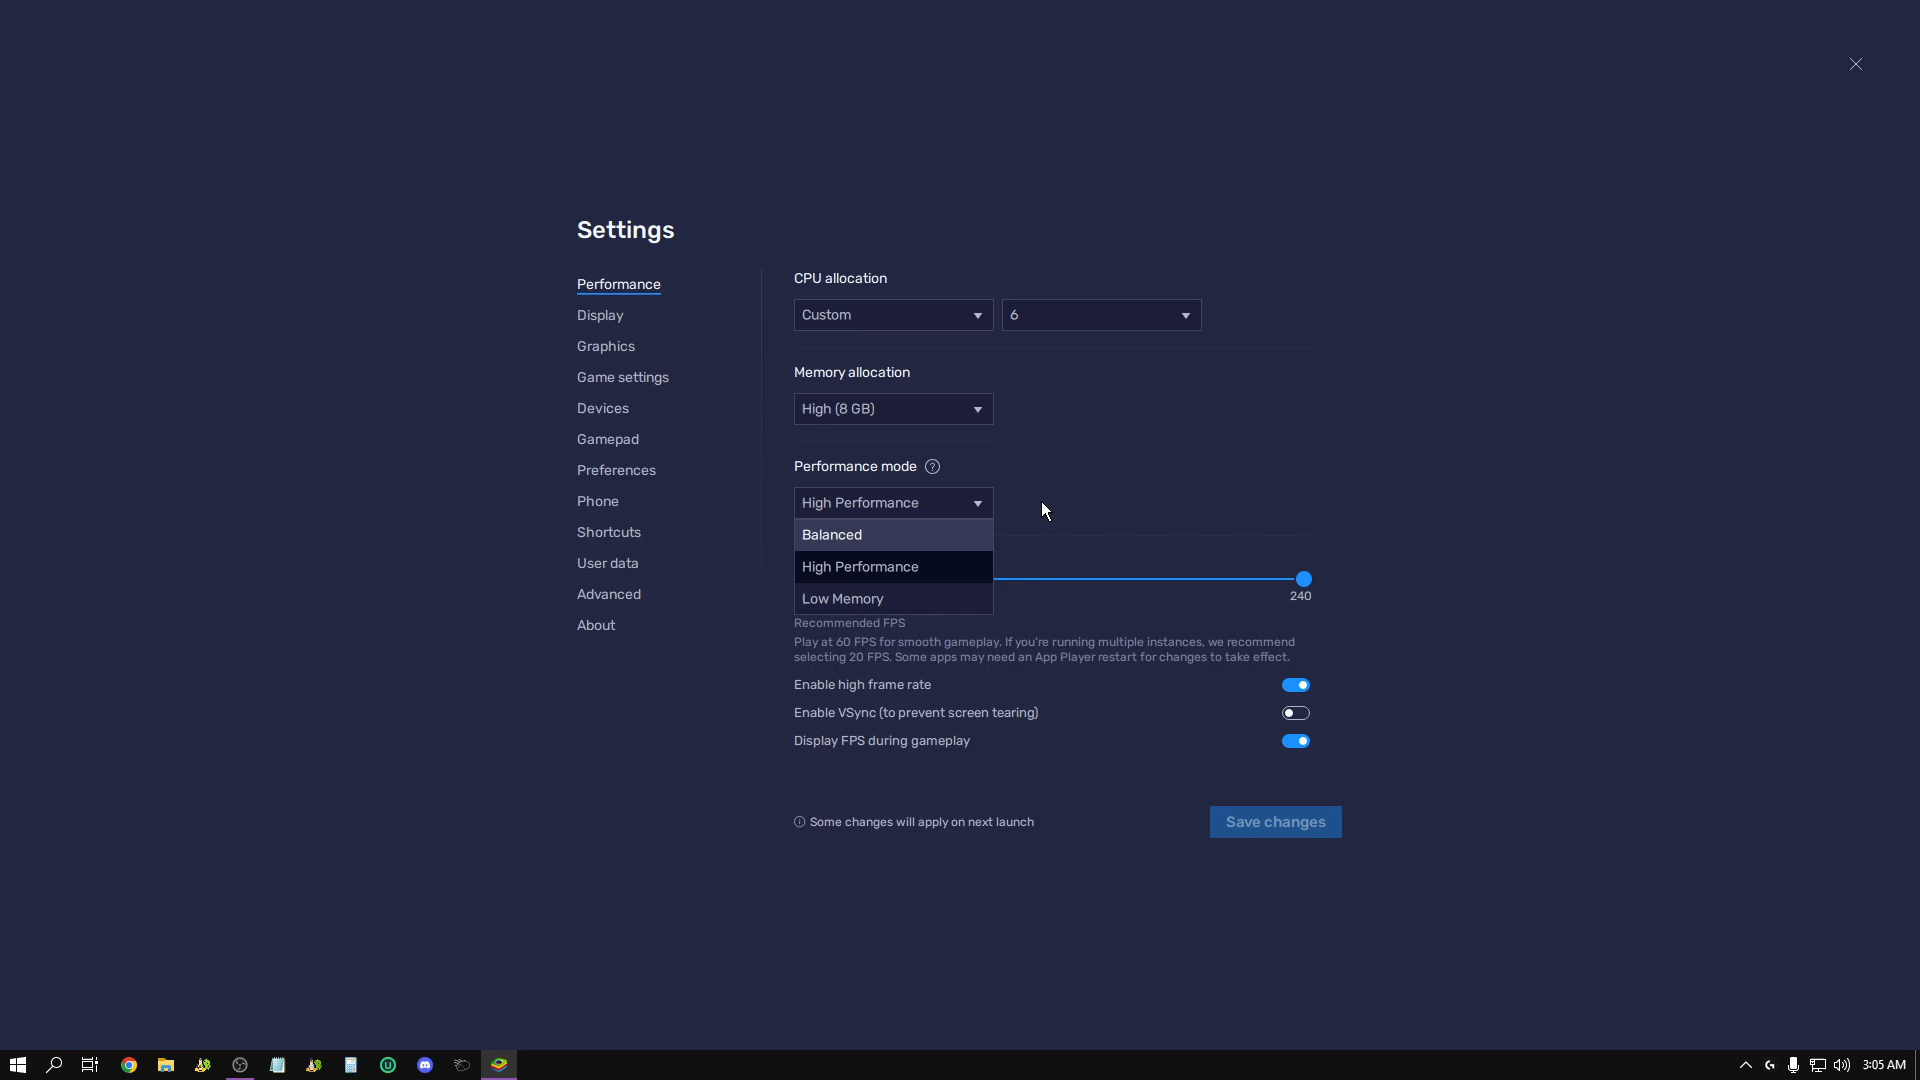 Settings
Performance
Display
Graphics
Game settings
Devices
Gamepad
Preferences
Phone
Shortcuts
User data
Advanced
About
CPU allocation
Custom
6
Memory allocation
High (8 GB)
Performance mode ?
High Performance
Balanced
High Performance
Low Memory
240
Recommended FPS
Play at 60 FPS for smooth gameplay. If you're running multiple instances, we recommend
selecting 20 FPS. Some apps may need an App Player restart for changes to take effect.
Enable high frame rate
Enable VSync (to prevent screen tearing)
Display FPS during gameplay
Some changes will apply on next launch
Save changes
3:05 AM